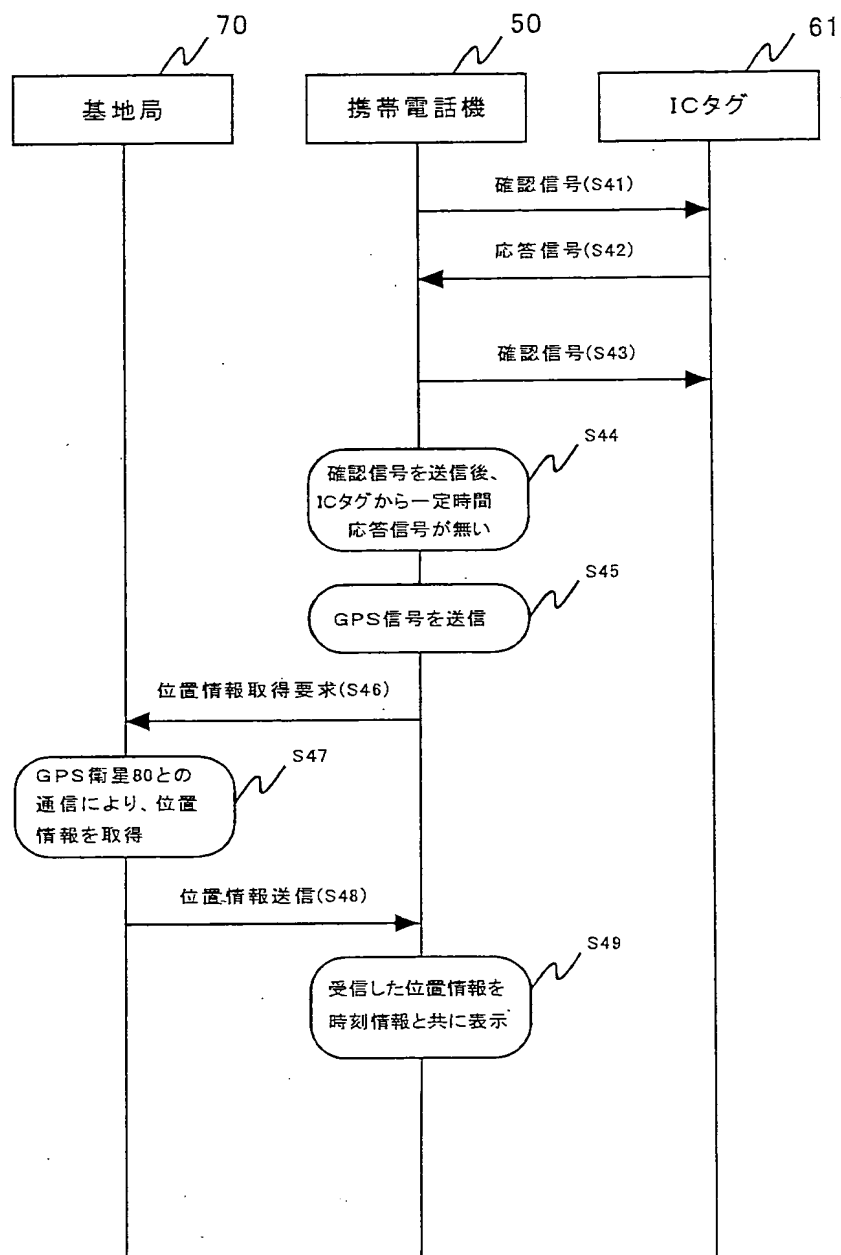 70
50
61
基地局
携帯電話機
ICタグ
確認信号(S41)
応答信号(S42)
確認信号(S43)
S44
確認信号を送信後、
ICタグから一定時間
応答信号が無い
S45
GPS信号を送信
位置情報取得要求(S46)
S47
GPS衛星80との
通信により、位置
情報を取得
位置情報送信(S48)
S49
受信した位置情報を
時刻情報と共に表示